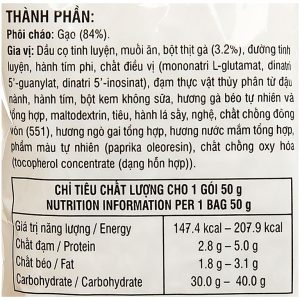 THÀNH PHẦN:
Phôi cháo: Gạo (84%).
Gia vị: Dầu cọ tinh luyện, muối ăn, bột thịt gà (3.2%), đường tinh
luyện, hành tím phi, chất điều vị (mononatri L-glutamat, dinatri
5'-guanylat, dinatri 5'-inosinat), đạm thực vật thủy phân từ đậu
nành, hành tím, bột kem không sữa, hương gà béo tự nhiên và
tổng hợp, maltodextrin, tiêu, hành lá sấy, nghệ, chất chống đông
vón (551), hương ngò gai tổng hợp, hương nước mắm tổng hợp,
phẩm màu tự nhiên (paprika oleoresin), chất chống oxy hóa
(tocopherol concentrate (dạng hỗn hợp)).
CHỈ TIÊU CHẤT LƯỢNG CHO 1 GÓI 50 g
NUTRITION INFORMATION PER 1 BAG 50 g
Giá trị năng lượng / Energy 147.4 kcal - 207.9 kcal
Chất đạm / Protein 2.8 g - 5.0 g
Chất béo / Fat 1.8 g - 3.1 g
Carbohydrate / Carbohydrate 30.0 g - 40.0 g